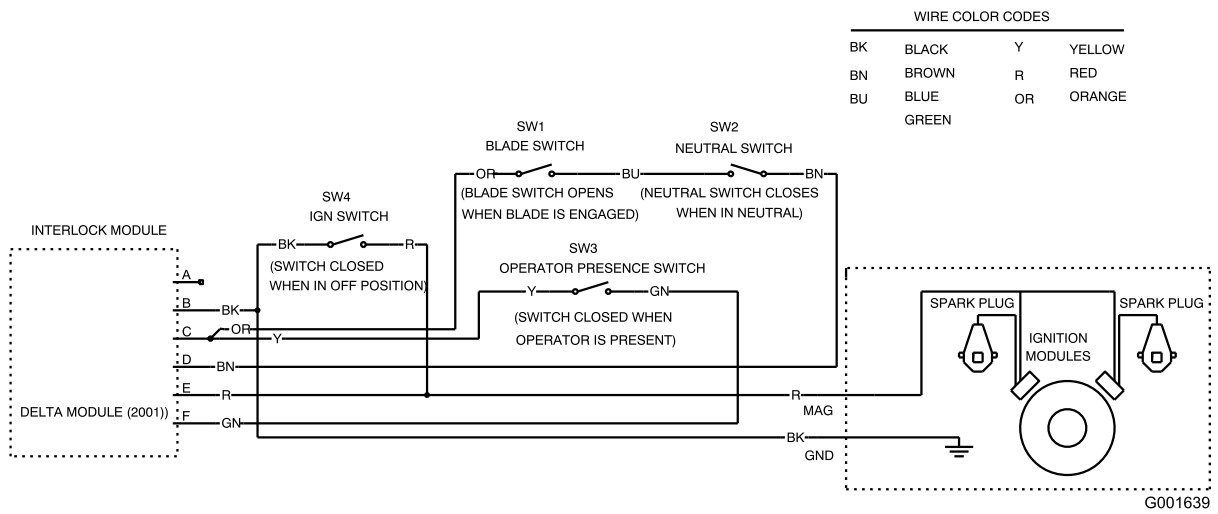 WIRE COLOR CODES
BK BLACK Y YELLOW
BN BROWN R RED
BU BLUE OR ORANGE
GREEN
SW1
BLADE SWITCH
SW2
NEUTRAL SWITCH
OR
BU
BN
(BLADE SWITCH OPENS
WHEN BLADE IS ENGAGED)
(NEUTRAL SWITCH CLOSES
WHEN IN NEUTRAL)
SW4
IGN SWITCH
BK
R
(SWITCH CLOSED
WHEN IN OFF POSITION)
SW3
OPERATOR PRESENCE SWITCH
Y
GN
(SWITCH CLOSED WHEN
OPERATOR IS PRESENT)
INTERLOCK MODULE
A
B BK
C OR
Y
D BN
E R
F GN
DELTA MODULE (2001))
R
MAG
BK
GND
SPARK PLUG
SPARK PLUG
IGNITION
MODULES
G001639